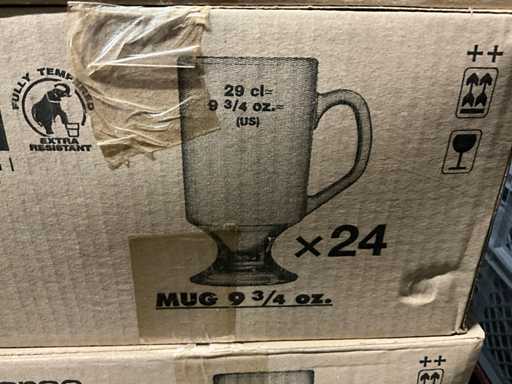 FULLY TEMPERED
EXTRA
RESISTANT
29 cl≃
9 3/4 oz.≃
(US)
++
×24
MUG 9 3/4 oz.
++